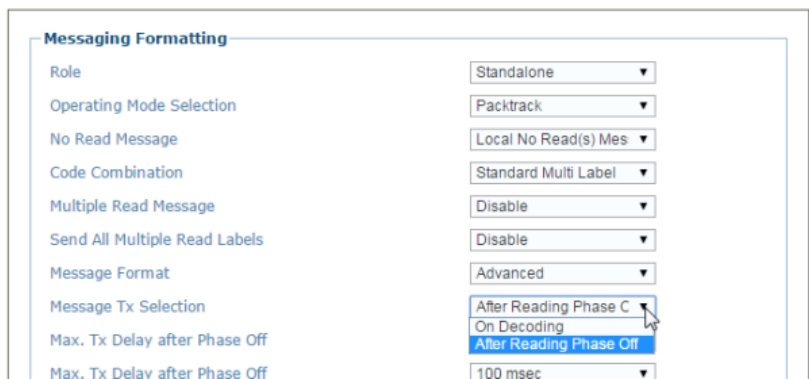 Messaging Formatting
Role Standalone
Operating Mode Selection Packtrack
No Read Message Local No Read(s) Mes
Code Combination Standard Multi Label
Multiple Read Message Disable
Send All Multiple Read Labels Disable
Message Format Advanced
Message Tx Selection After Reading Phase C
On Decoding
Max. Tx Delay after Phase Off After Reading Phase Off
Max. Tx Delay after Phase Off 100 msec